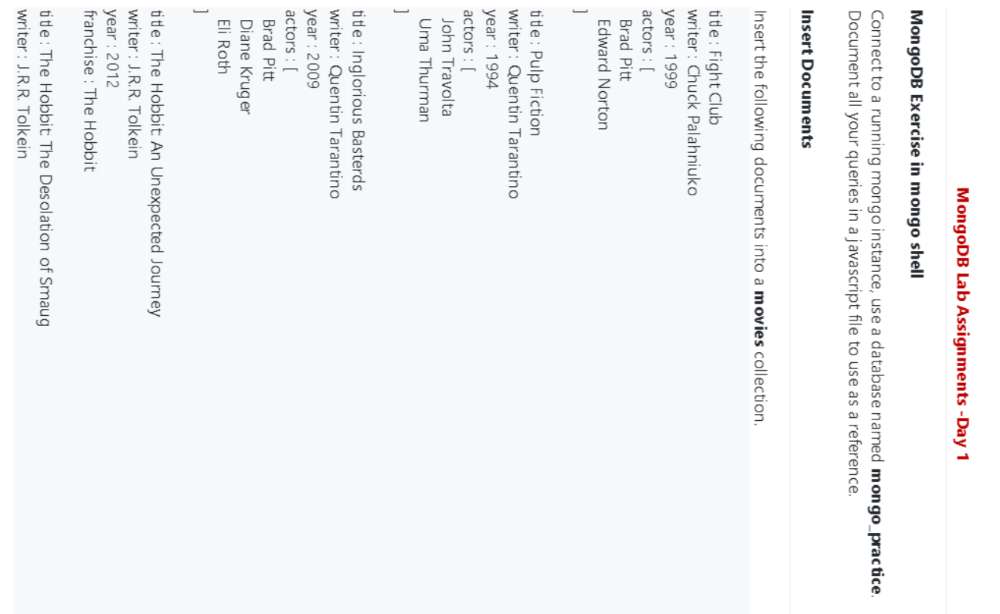 MongoDB Lab Assignments -Day 1
MongoDB Exercise in mongo shell
Connect to a running mongo instance, use a database named mongo_practice.
Document all your queries in a javascript file to use as a reference.
Insert Documents
Insert the following documents into a movies collection.
title : Fight Club
writer : Chuck Palahniuko
year : 1999
actors : [
Brad Pitt
Edward Norton
]
title : Pulp Fiction
writer : Quentin Tarantino
year : 1994
actors : [
John Travolta
Uma Thurman
]
title : Inglorious Basterds
writer : Quentin Tarantino
year : 2009
actors : [
Brad Pitt
Diane Kruger
Eli Roth
]
title : The Hobbit: An Unexpected Journey
writer : J.R.R. Tolkein
year : 2012
franchise : The Hobbit
title : The Hobbit: The Desolation of Smaug
writer : J.R.R. Tolkein